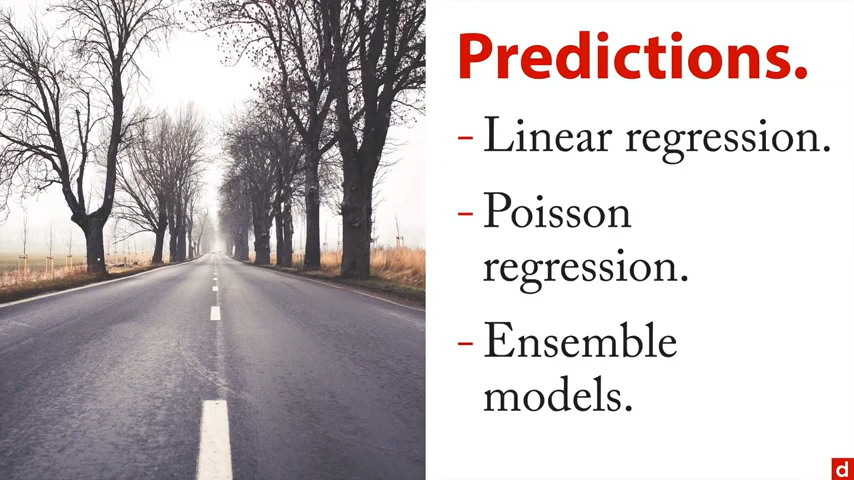 Predictions.
- Linear regression.
- Poisson
regression.
- Ensemble
models.
d